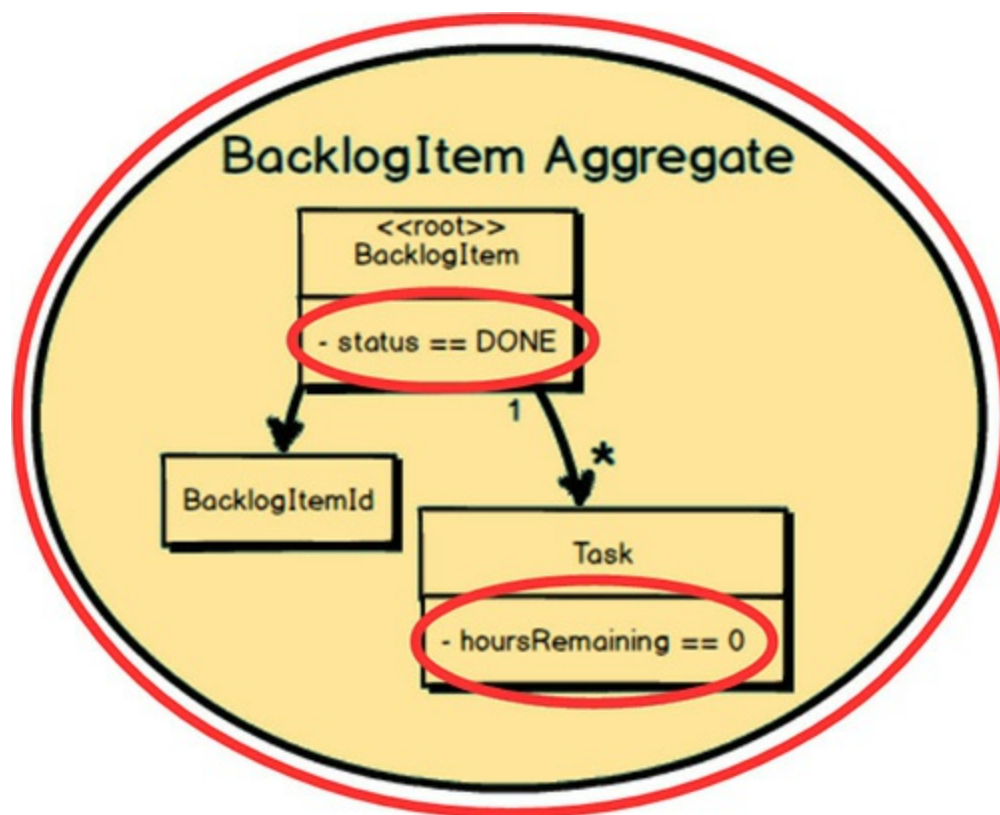 BacklogItem Aggregate
<<root>>
BacklogItem
- status == DONE
1
*
BacklogItemId
Task
- hoursRemaining == 0